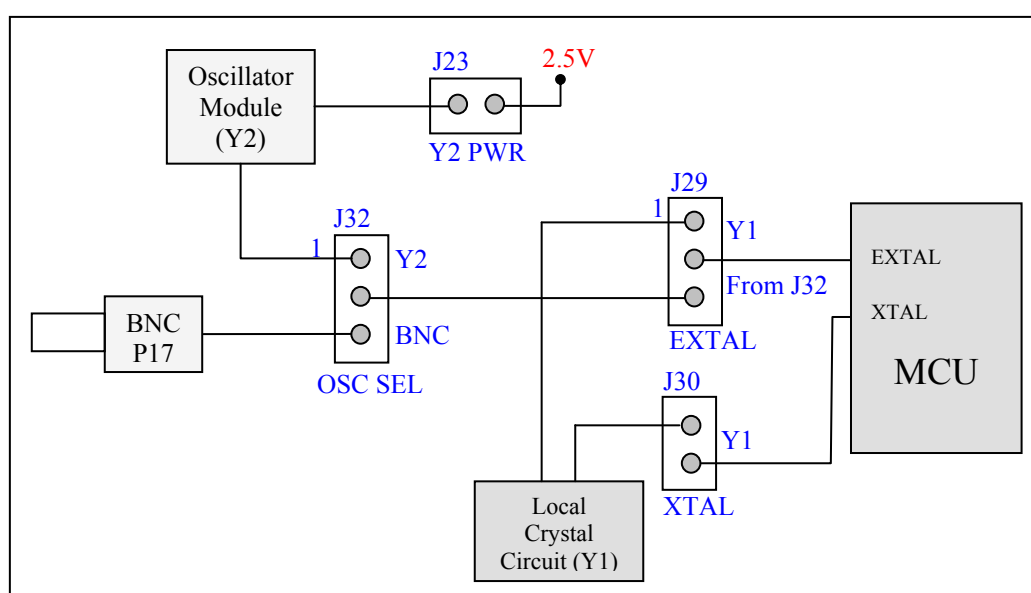 Oscillator
Module
(Y2)
J23
2.5V
Y2 PWR
J32
1
Y2
BNC
OSC SEL
BNC
P17
J29
1
Y1
From J32
EXTAL
EXTAL
XTAL
MCU
J30
Y1
XTAL
Local
Crystal
Circuit (Y1)